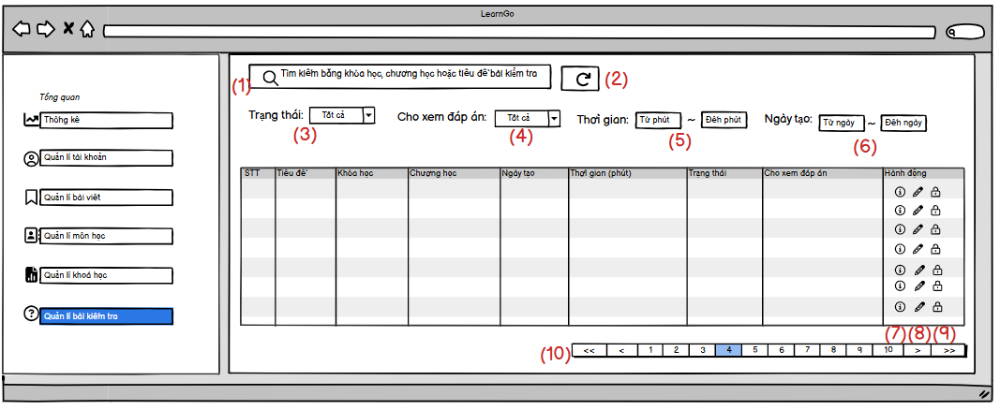 LearnGo
Tổng quan
Thống kê
Quản lí tài khoản
Quản lí bài viết
Quản lí môn học
Quản lí khoá học
Quản lí bài kiểm tra
(1) Tìm kiếm bằng khóa học, chương học hoặc tiêu đề bài kiểm tra (2)
Trạng thái: Tất cả Cho xem đáp án: Tất cả Thời gian: Từ phút ~ Đến phút Ngày tạo: Từ ngày ~ Đến ngày
(3) (4) (5) (6)
STT Tiêu đề Khóa học Chương học Ngày tạo Thời gian (phút) Trạng thái Cho xem đáp án Hành động
(7) (8) (9)
(10) << < 1 2 3 4 5 6 7 8 9 10 > >>